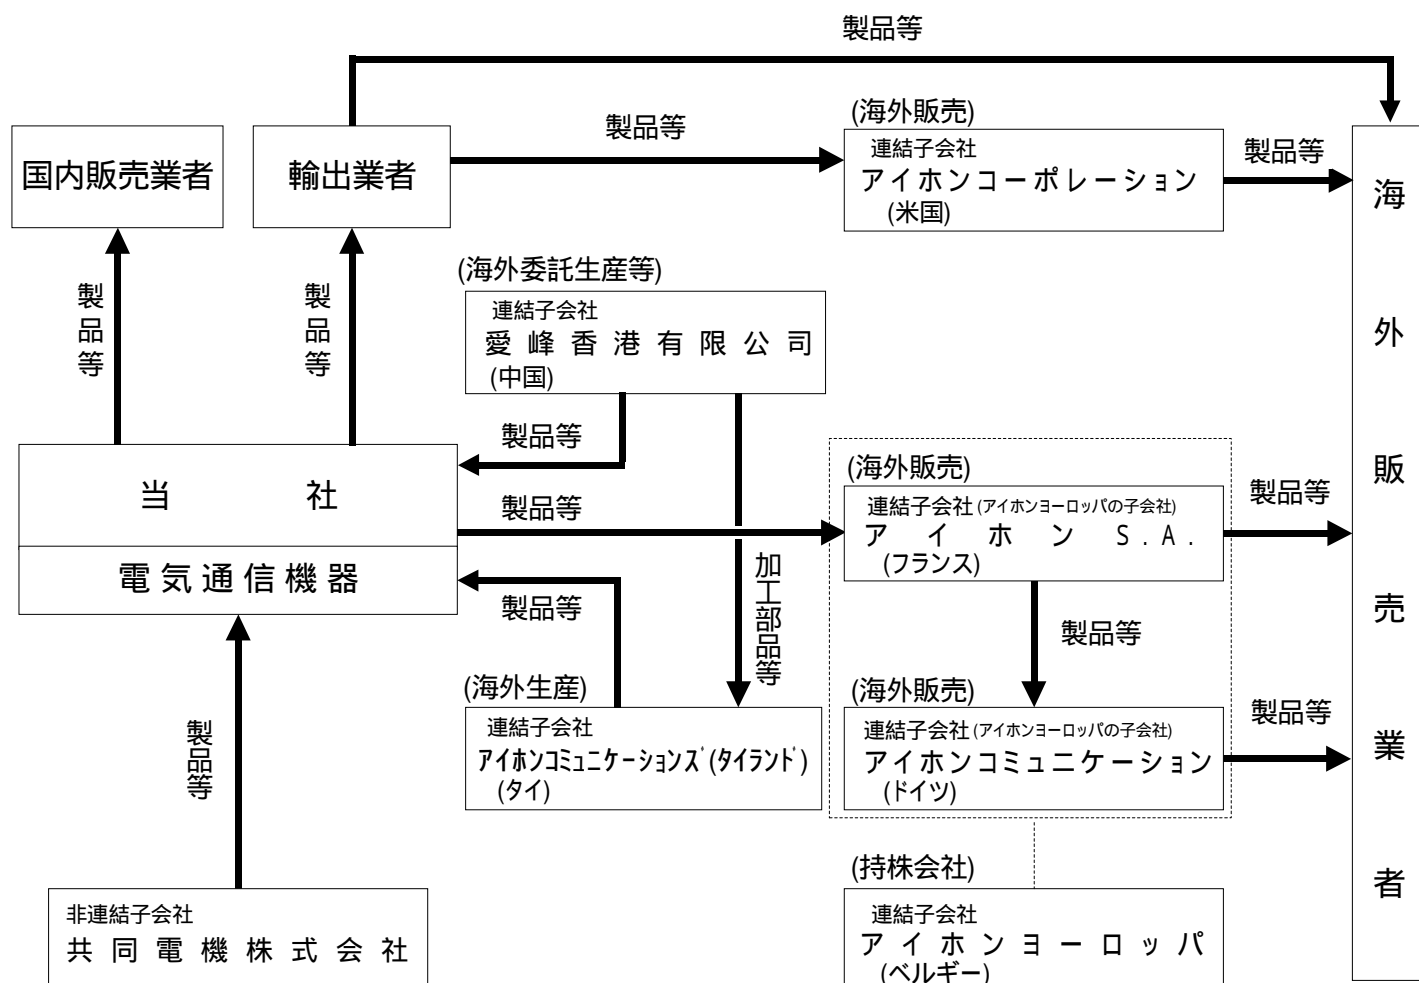 製品等
国内販売業者
輸出業者
製品等
(海外販売)
連結子会社
アイホンコーポレーション
(米国)
製品等
海外販売業者
製品等
製品等
(海外委託生産等)
連結子会社
愛峰香港有限公司
(中国)
製品等
当社
電気通信機器
製品等
製品等
加工部品等
(海外販売)
連結子会社(アイホンヨーロッパの子会社)
アイホンS.A.
(フランス)
製品等
製品等
(海外生産)
連結子会社
アイホンコミュニケーションズ(タイランド)
(タイ)
(海外販売)
連結子会社(アイホンヨーロッパの子会社)
アイホンコミュニケーション
(ドイツ)
製品等
製品等
非連結子会社
共同電機株式会社
(持株会社)
連結子会社
アイホンヨーロッパ
(ベルギー)